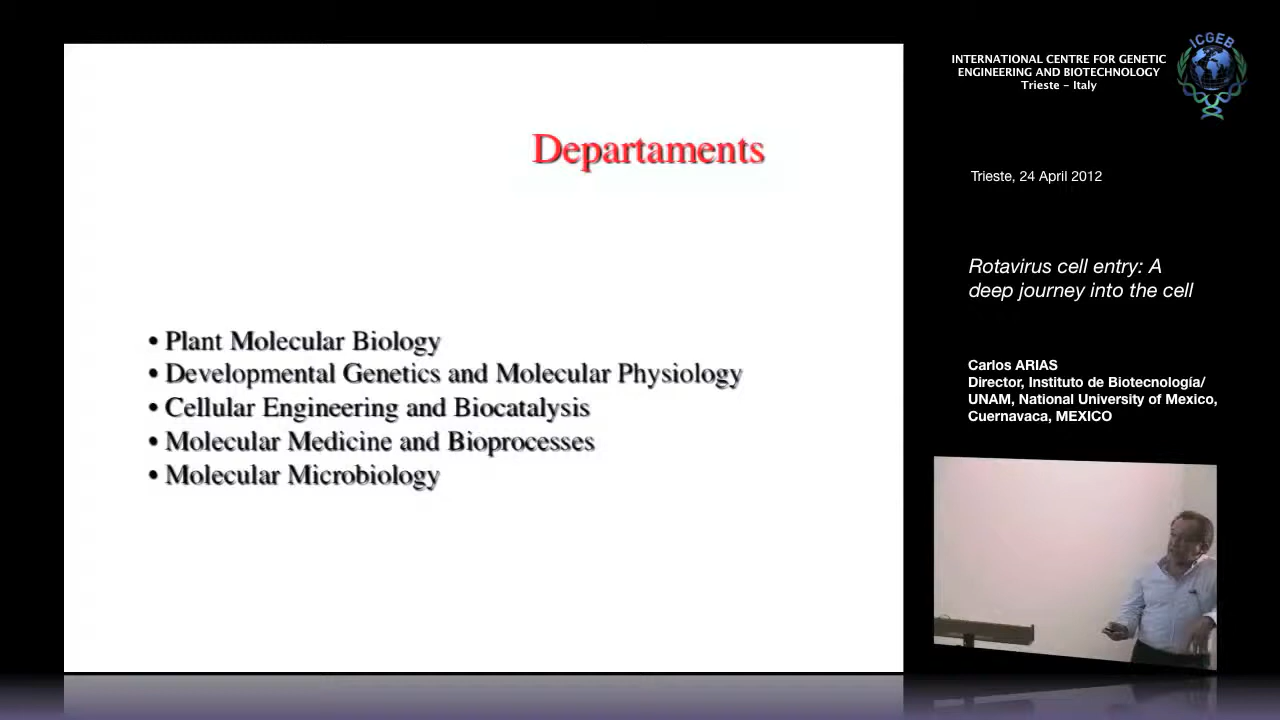 Departaments
• Plant Molecular Biology
• Developmental Genetics and Molecular Physiology
• Cellular Engineering and Biocatalysis
• Molecular Medicine and Bioprocesses
• Molecular Microbiology
INTERNATIONAL CENTRE FOR GENETIC
ENGINEERING AND BIOTECHNOLOGY
Trieste - Italy
ICGEB
Trieste, 24 April 2012
Rotavirus cell entry: A
deep journey into the cell
Carlos ARIAS
Director, Instituto de Biotecnología/
UNAM, National University of Mexico,
Cuernavaca, MEXICO